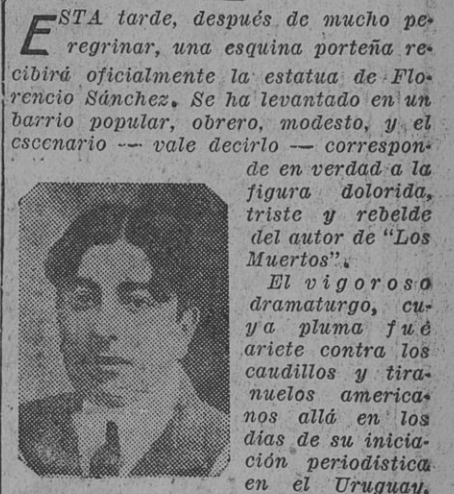 ESTA tarde, después de mucho pe-
regrinar, una esquina porteña re-
cibirá oficialmente la estatua de Flo-
rencio Sánchez. Se ha levantado en un
barrio popular, obrero, modesto, y el
escenario -- vale decirlo -- correspon-
de en verdad a la
figura dolorida,
triste y rebelde
del autor de "Los
Muertos".
El vigoroso
dramaturgo, cu-
ya pluma fué
ariete contra los
caudillos y tira-
nuelos america-
nos allá en los
días de su inicia-
ción periodística
en el Uruguay,